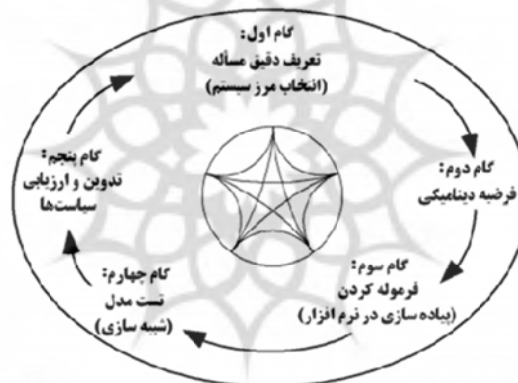 گام اول:
تعریف دقیق مسأله
(انتخاب مرز سیستم)
گام دوم:
فرضیه دینامیکی
گام سوم:
فرموله کردن
(پیاده سازی در نرم افزار)
گام چهارم:
تست مدل
(شبیه سازی)
گام پنجم:
تدوین و ارزیابی
سیاست‌ها